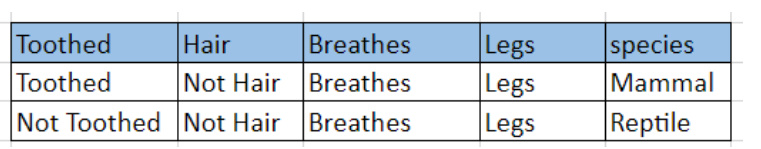 Toothed Hair Breathes Legs species
Toothed Not Hair Breathes Legs Mammal
Not Toothed Not Hair Breathes Legs Reptile